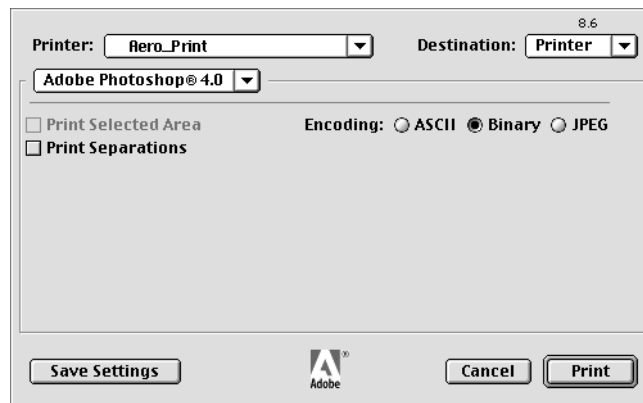 8.6
Printer: Aero_Print Destination: Printer
Adobe Photoshop® 4.0
Print Selected Area Encoding: ASCII Binary JPEG
Print Separations
Save Settings Adobe ® Cancel Print